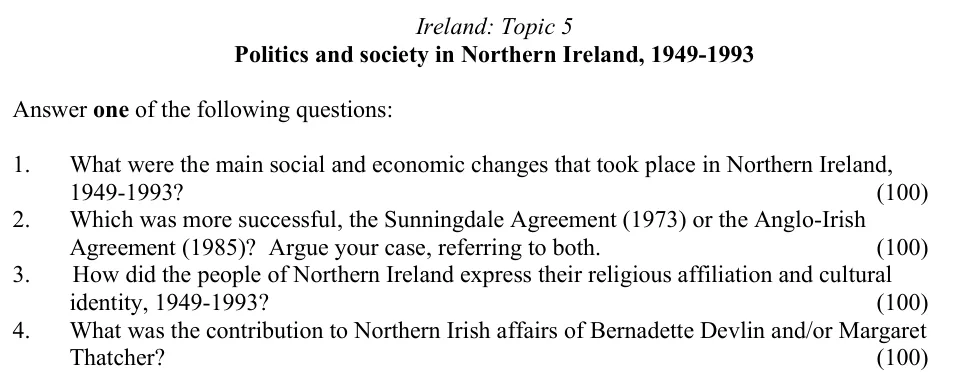 Ireland: Topic 5
Politics and society in Northern Ireland, 1949-1993
Answer one of the following questions:
1. What were the main social and economic changes that took place in Northern Ireland,
1949-1993? (100)
2. Which was more successful, the Sunningdale Agreement (1973) or the Anglo-Irish
Agreement (1985)? Argue your case, referring to both. (100)
3. How did the people of Northern Ireland express their religious affiliation and cultural
identity, 1949-1993? (100)
4. What was the contribution to Northern Irish affairs of Bernadette Devlin and/or Margaret
Thatcher? (100)